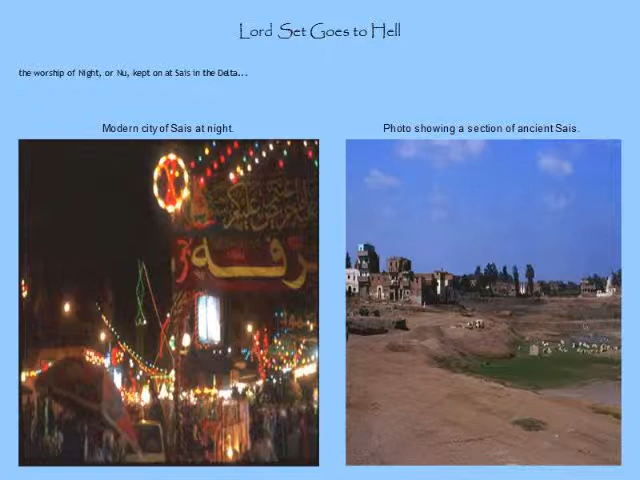 Lord Set Goes to Hell
the worship of Night, or Nu, kept on at Sais in the Delta...
Modern city of Sais at night.
Photo showing a section of ancient Sais.